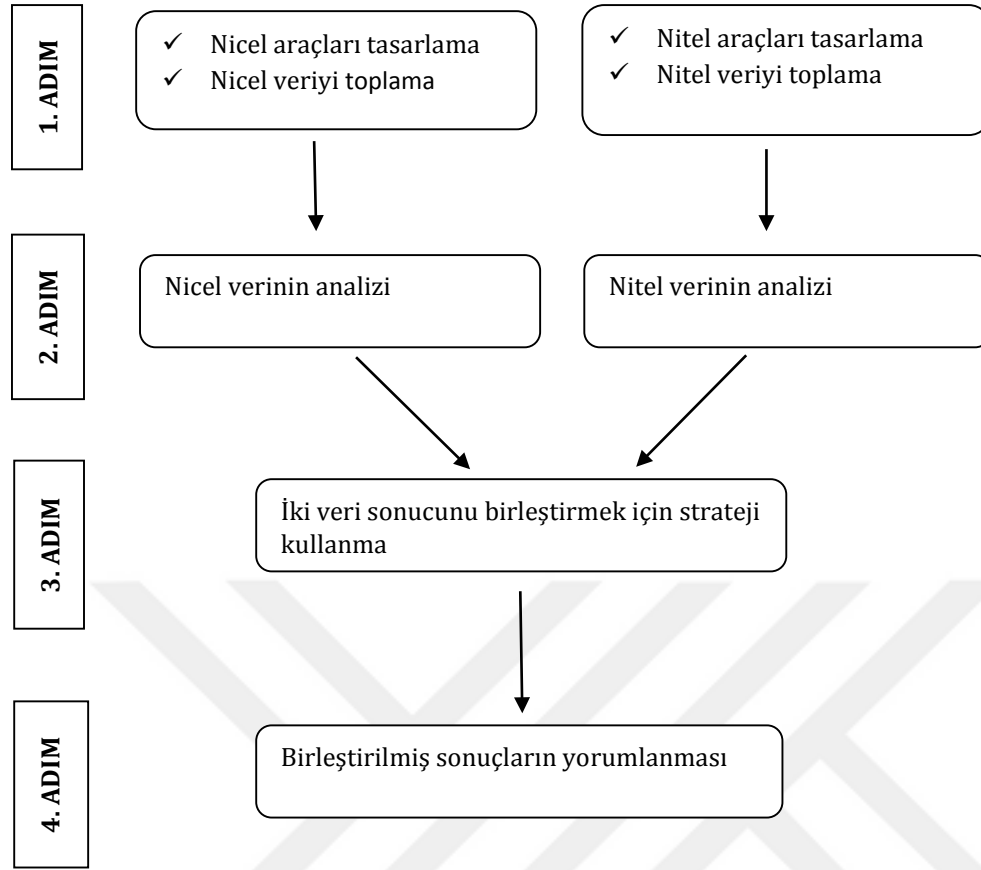 1. ADIM
✓ Nicel araçları tasarlama
✓ Nicel veriyi toplama
✓ Nitel araçları tasarlama
✓ Nitel veriyi toplama
2. ADIM
Nicel verinin analizi
Nitel verinin analizi
3. ADIM
İki veri sonucunu birleştirmek için strateji
kullanma
4. ADIM
Birleştirilmiş sonuçların yorumlanması